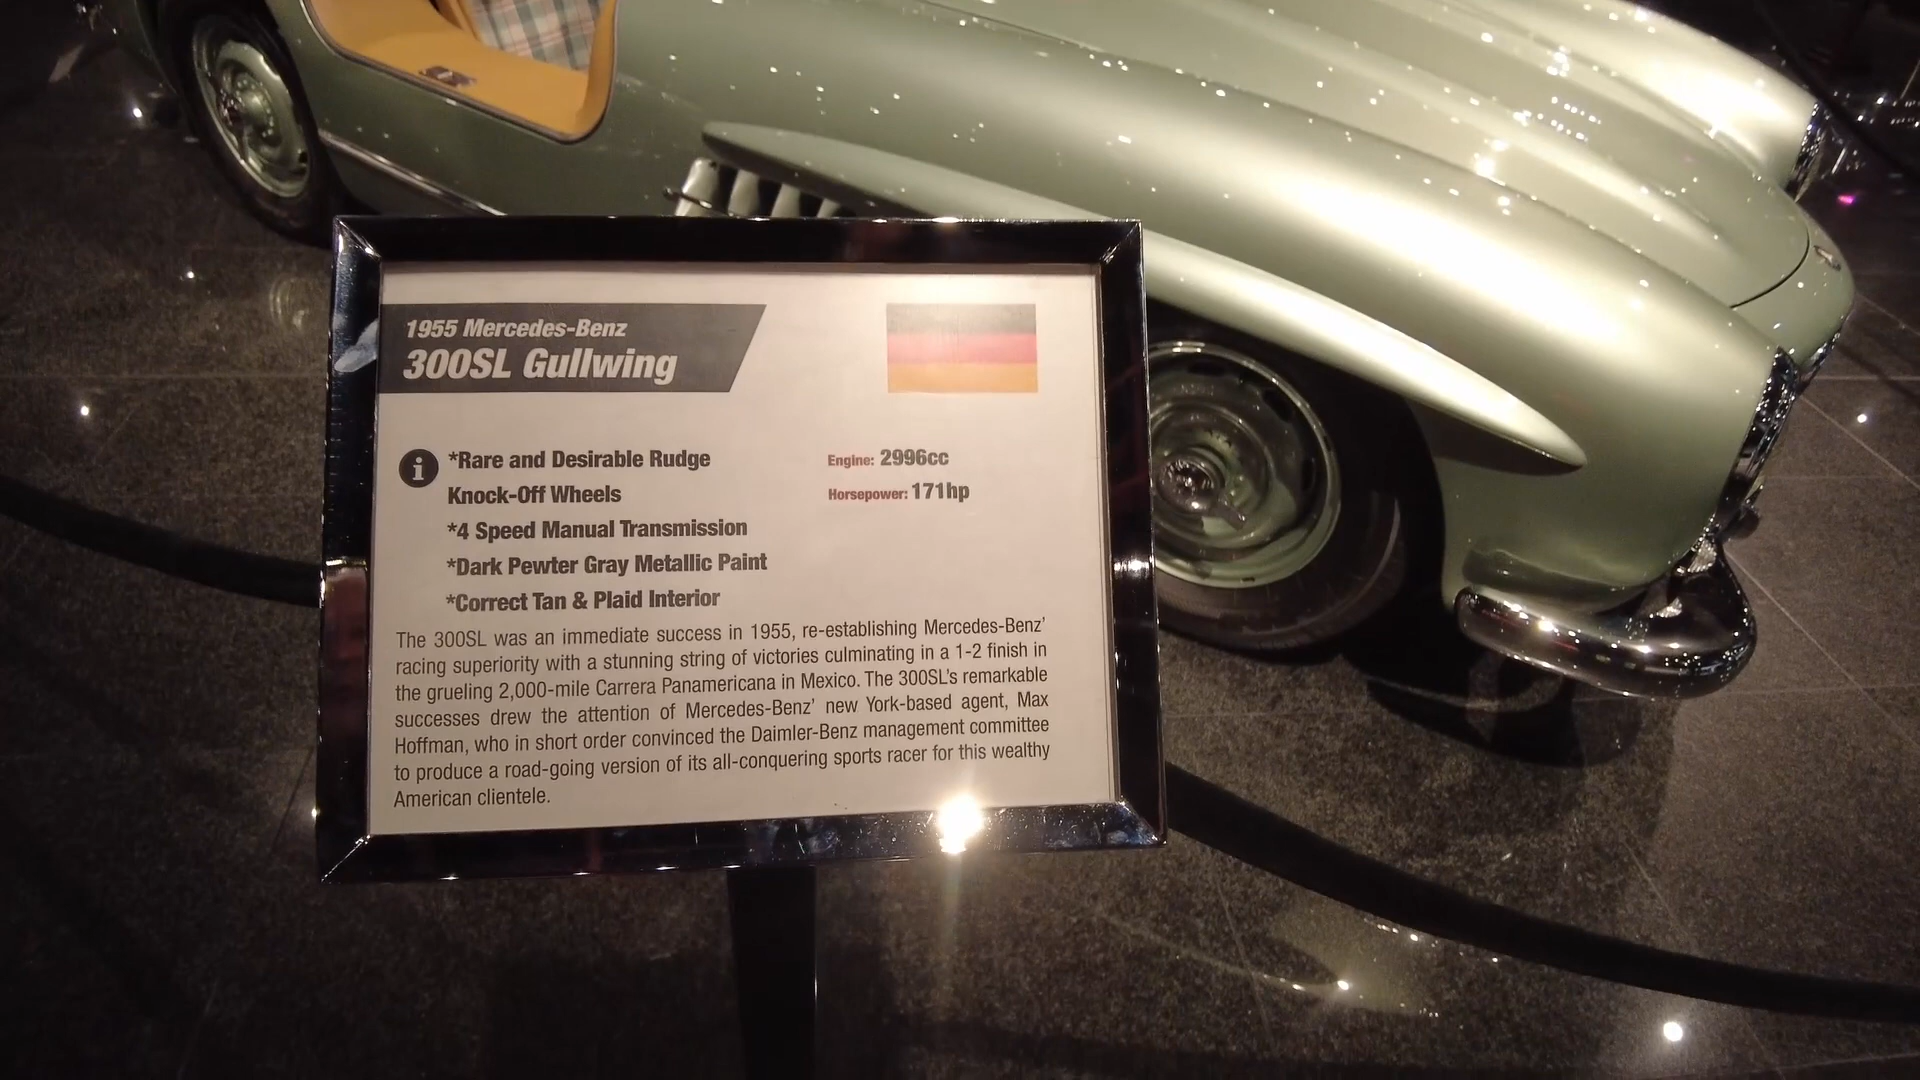 1955 Mercedes-Benz
300SL Gullwing
*Rare and Desirable Rudge
Knock-Off Wheels
*4 Speed Manual Transmission
*Dark Pewter Gray Metallic Paint
*Correct Tan & Plaid Interior
Engine: 2996cc
Horsepower: 171hp
The 300SL was an immediate success in 1955, re-establishing Mercedes-Benz'
racing superiority with a stunning string of victories culminating in a 1-2 finish in
the grueling 2,000-mile Carrera Panamericana in Mexico. The 300SL's remarkable
successes drew the attention of Mercedes-Benz' new York-based agent, Max
Hoffman, who in short order convinced the Daimler-Benz management committee
to produce a road-going version of its all-conquering sports racer for this wealthy
American clientele.